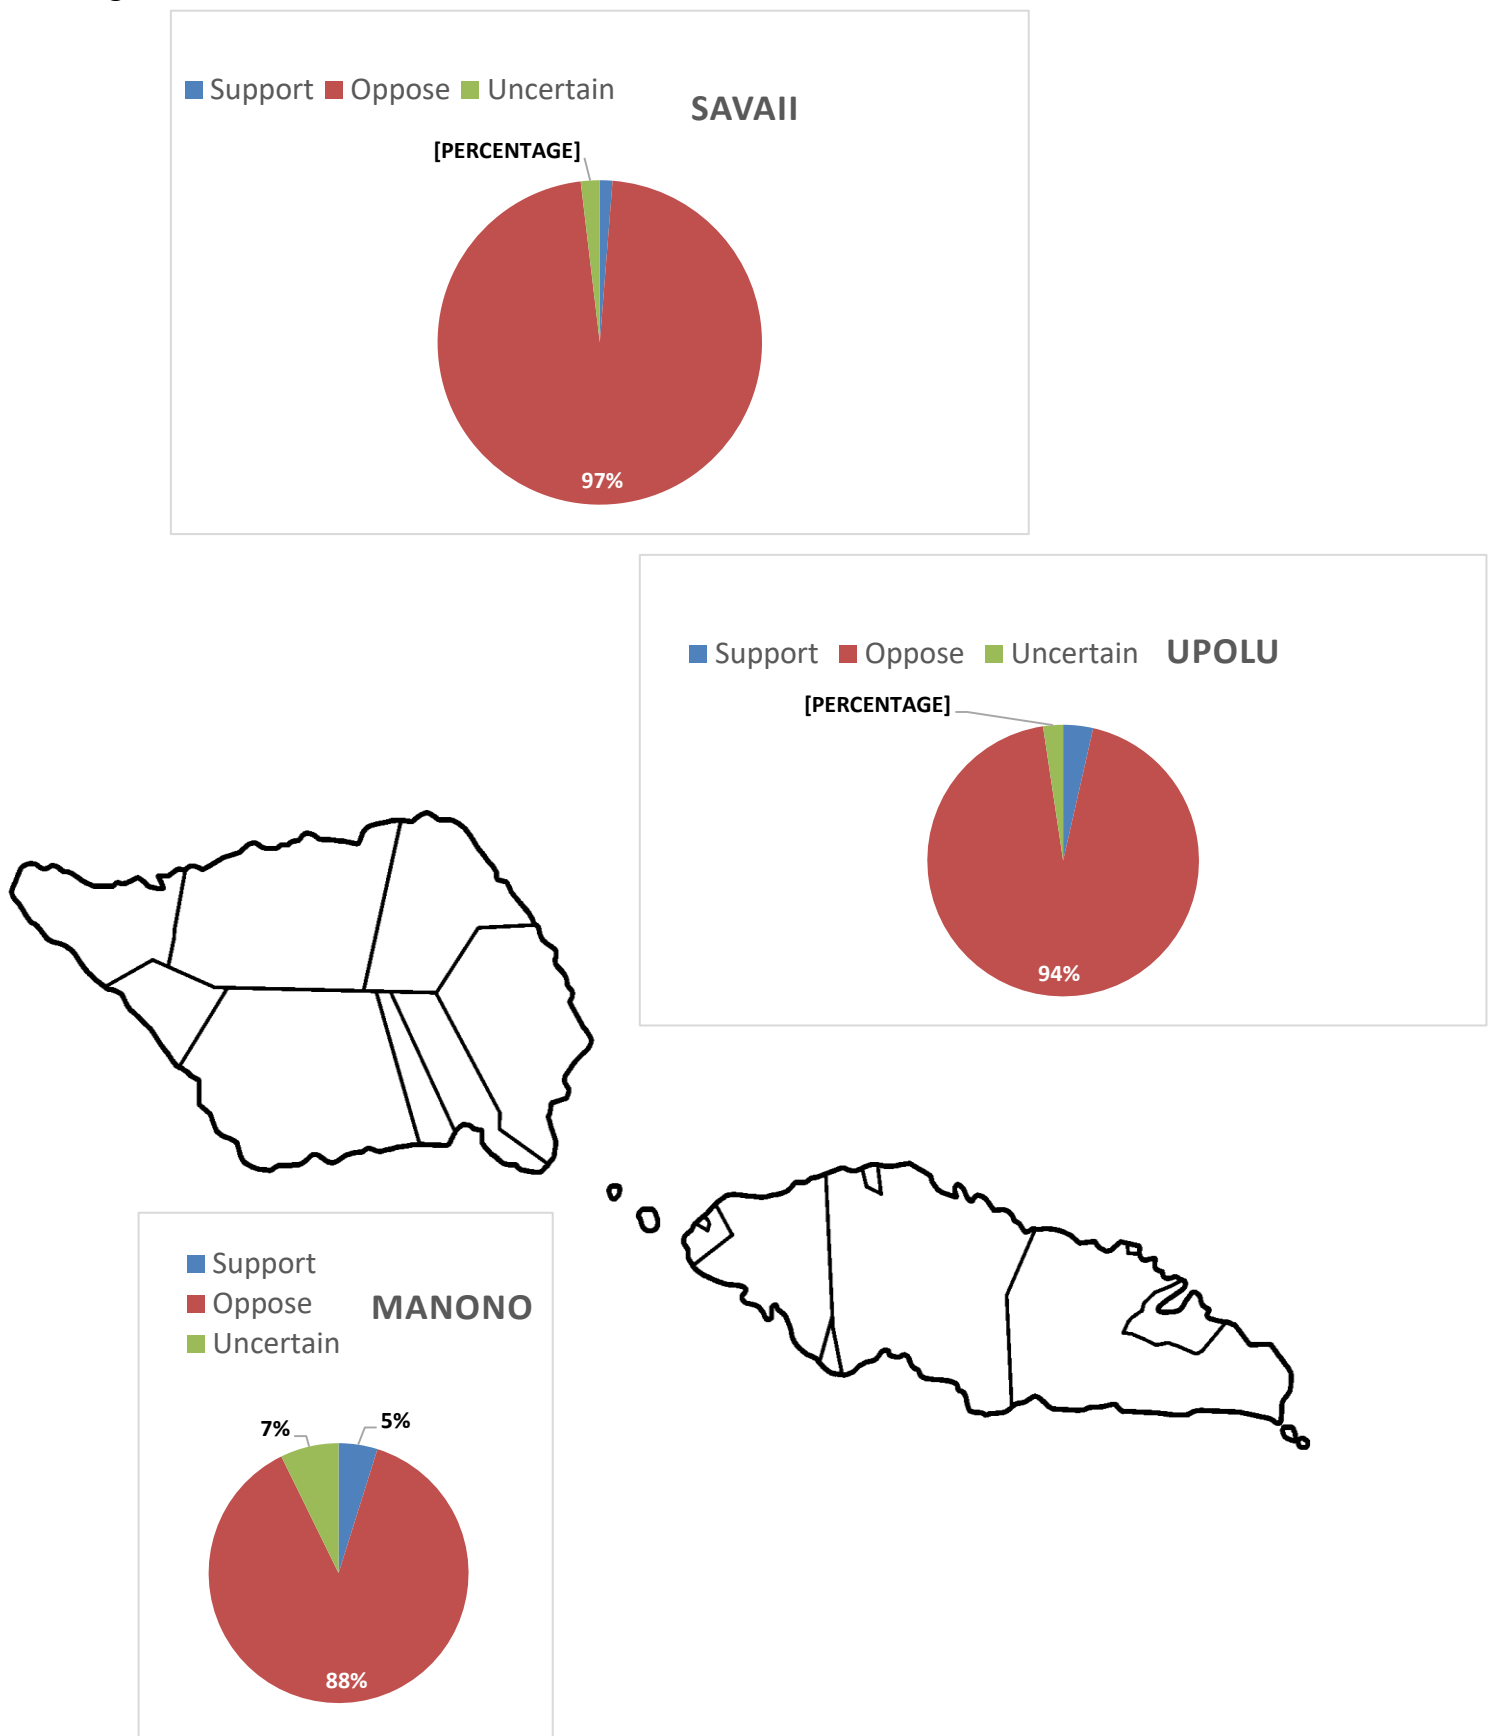 Support Oppose Uncertain
SAVAII
[PERCENTAGE]
97%
Support Oppose Uncertain UPOLU
[PERCENTAGE]
94%
Support
Oppose
Uncertain
MANONO
7%
5%
88%